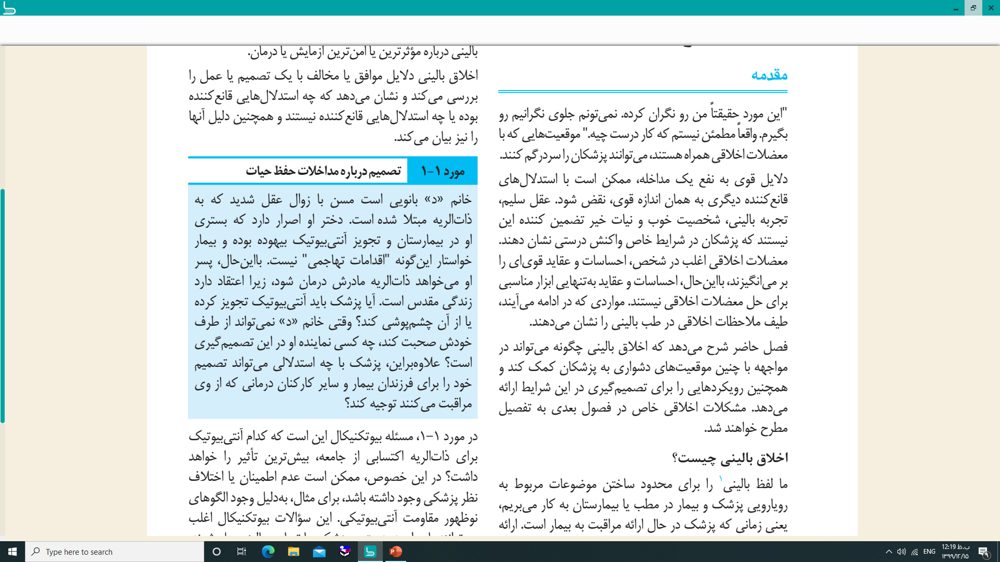 مقدمه
"این مورد حقیقتاً من رو نگران کرده. نمی‌تونم جلوی نگرانیم رو
بگیرم. واقعاً مطمئن نیستم که کار درست چیه." موقعیت‌هایی که با
معضلات اخلاقی همراه هستند، می‌توانند پزشکان را سردرگم کنند.
دلایل قوی به نفع یک مداخله، ممکن است با استدلال‌های
قانع‌کننده دیگری به همان اندازه قوی، نقض شود. عقل سلیم،
تجربه بالینی، شخصیت خوب و نیات خیر تضمین کننده این
نیستند که پزشکان در شرایط خاص واکنش درستی نشان دهند.
معضلات اخلاقی اغلب در شخص، احساسات و عقاید قوی‌ای را
بر می‌انگیزند، بااین‌حال، احساسات و عقاید به‌تنهایی ابزار مناسبی
برای حل معضلات اخلاقی نیستند. مواردی که در ادامه می‌آیند،
طیف ملاحظات اخلاقی در طب بالینی را نشان می‌دهند.
فصل حاضر شرح می‌دهد که اخلاق بالینی چگونه می‌تواند در
مواجهه با چنین موقعیت‌های دشواری به پزشکان کمک کند و
همچنین رویکردهایی را برای تصمیم‌گیری در این شرایط ارائه
می‌دهد. مشکلات اخلاقی خاص در فصول بعدی به تفصیل
مطرح خواهند شد.
اخلاق بالینی چیست؟
ما لفظ بالینی۱ را برای محدود ساختن موضوعات مربوط به
رویارویی پزشک و بیمار در مطب یا بیمارستان به کار می‌بریم،
یعنی زمانی که پزشک در حال ارائه مراقبت به بیمار است. ارائه
بالینی درباره مؤثرترین یا امن‌ترین آزمایش یا درمان.
اخلاق بالینی دلایل موافق یا مخالف با یک تصمیم یا عمل را
بررسی می‌کند و نشان می‌دهد که چه استدلال‌هایی قانع‌کننده
بوده یا چه استدلال‌هایی قانع‌کننده نیستند و همچنین دلیل آنها
را نیز بیان می‌کند.
مورد ۱-۱ تصمیم درباره مداخلات حفظ حیات
خانم «د» بانویی است مسن با زوال عقل شدید که به
ذات‌الریه مبتلا شده است. دختر او اصرار دارد که بستری
او در بیمارستان و تجویز آنتی‌بیوتیک بیهوده بوده و بیمار
خواستار این‌گونه "اقدامات تهاجمی" نیست. بااین‌حال، پسر
او می‌خواهد ذات‌الریه مادرش درمان شود، زیرا اعتقاد دارد
زندگی مقدس است. آیا پزشک باید آنتی‌بیوتیک تجویز کرده
یا از آن چشم‌پوشی کند؟ وقتی خانم «د» نمی‌تواند از طرف
خودش صحبت کند، چه کسی نماینده او در این تصمیم‌گیری
است؟ علاوه‌براین، پزشک با چه استدلالی می‌تواند تصمیم
خود را برای فرزندان بیمار و سایر کارکنان درمانی که از وی
مراقبت می‌کنند توجیه کند؟
در مورد ۱-۱، مسئله بیوتکنیکال این است که کدام آنتی‌بیوتیک
برای ذات‌الریه اکتسابی از جامعه، بیش‌ترین تأثیر را خواهد
داشت؟ در این خصوص، ممکن است عدم اطمینان یا اختلاف
نظر پزشکی وجود داشته باشد، برای مثال، به‌دلیل وجود الگوهای
نوظهور مقاومت آنتی‌بیوتیکی. این سؤالات بیوتکنیکال اغلب
Type here to search
ENG
12:19 ب.ظ
۱۳۹۹/۱۲/۱۵
۹